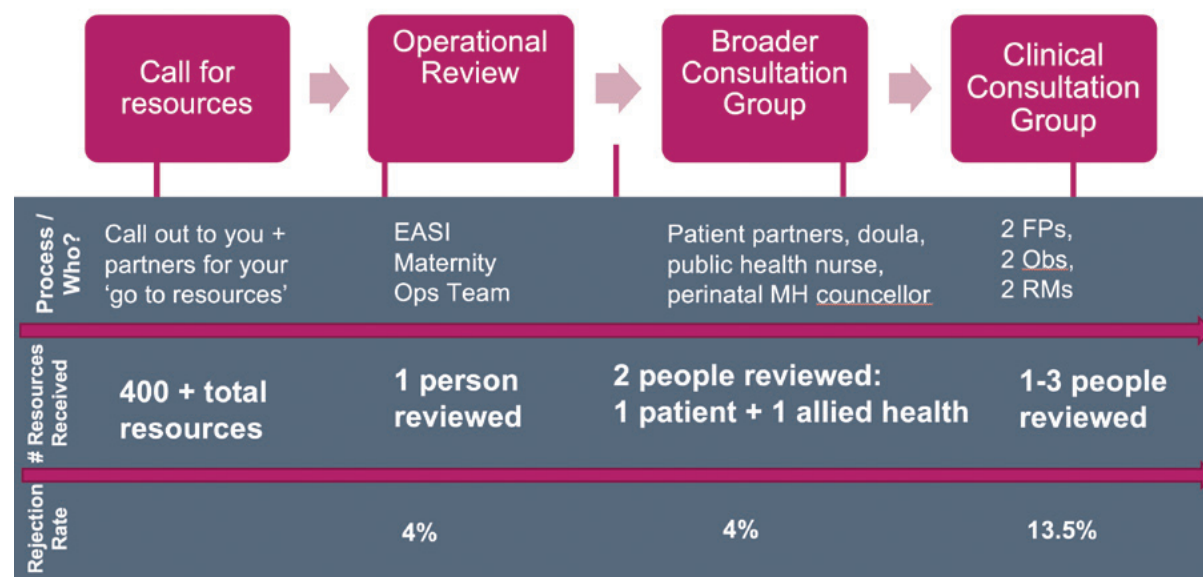 Call for
resources
Operational
Review
Broader
Consultation
Group
Clinical
Consultation
Group
Process /
Who?
Call out to you +
partners for your
‘go to resources’
EASI
Maternity
Ops Team
Patient partners, doula,
public health nurse,
perinatal MH councellor
2 FPs,
2 Obs,
2 RMs
# Resources
Received
400 + total
resources
1 person
reviewed
2 people reviewed:
1 patient + 1 allied health
1-3 people
reviewed
Rejection
Rate
4%
4%
13.5%